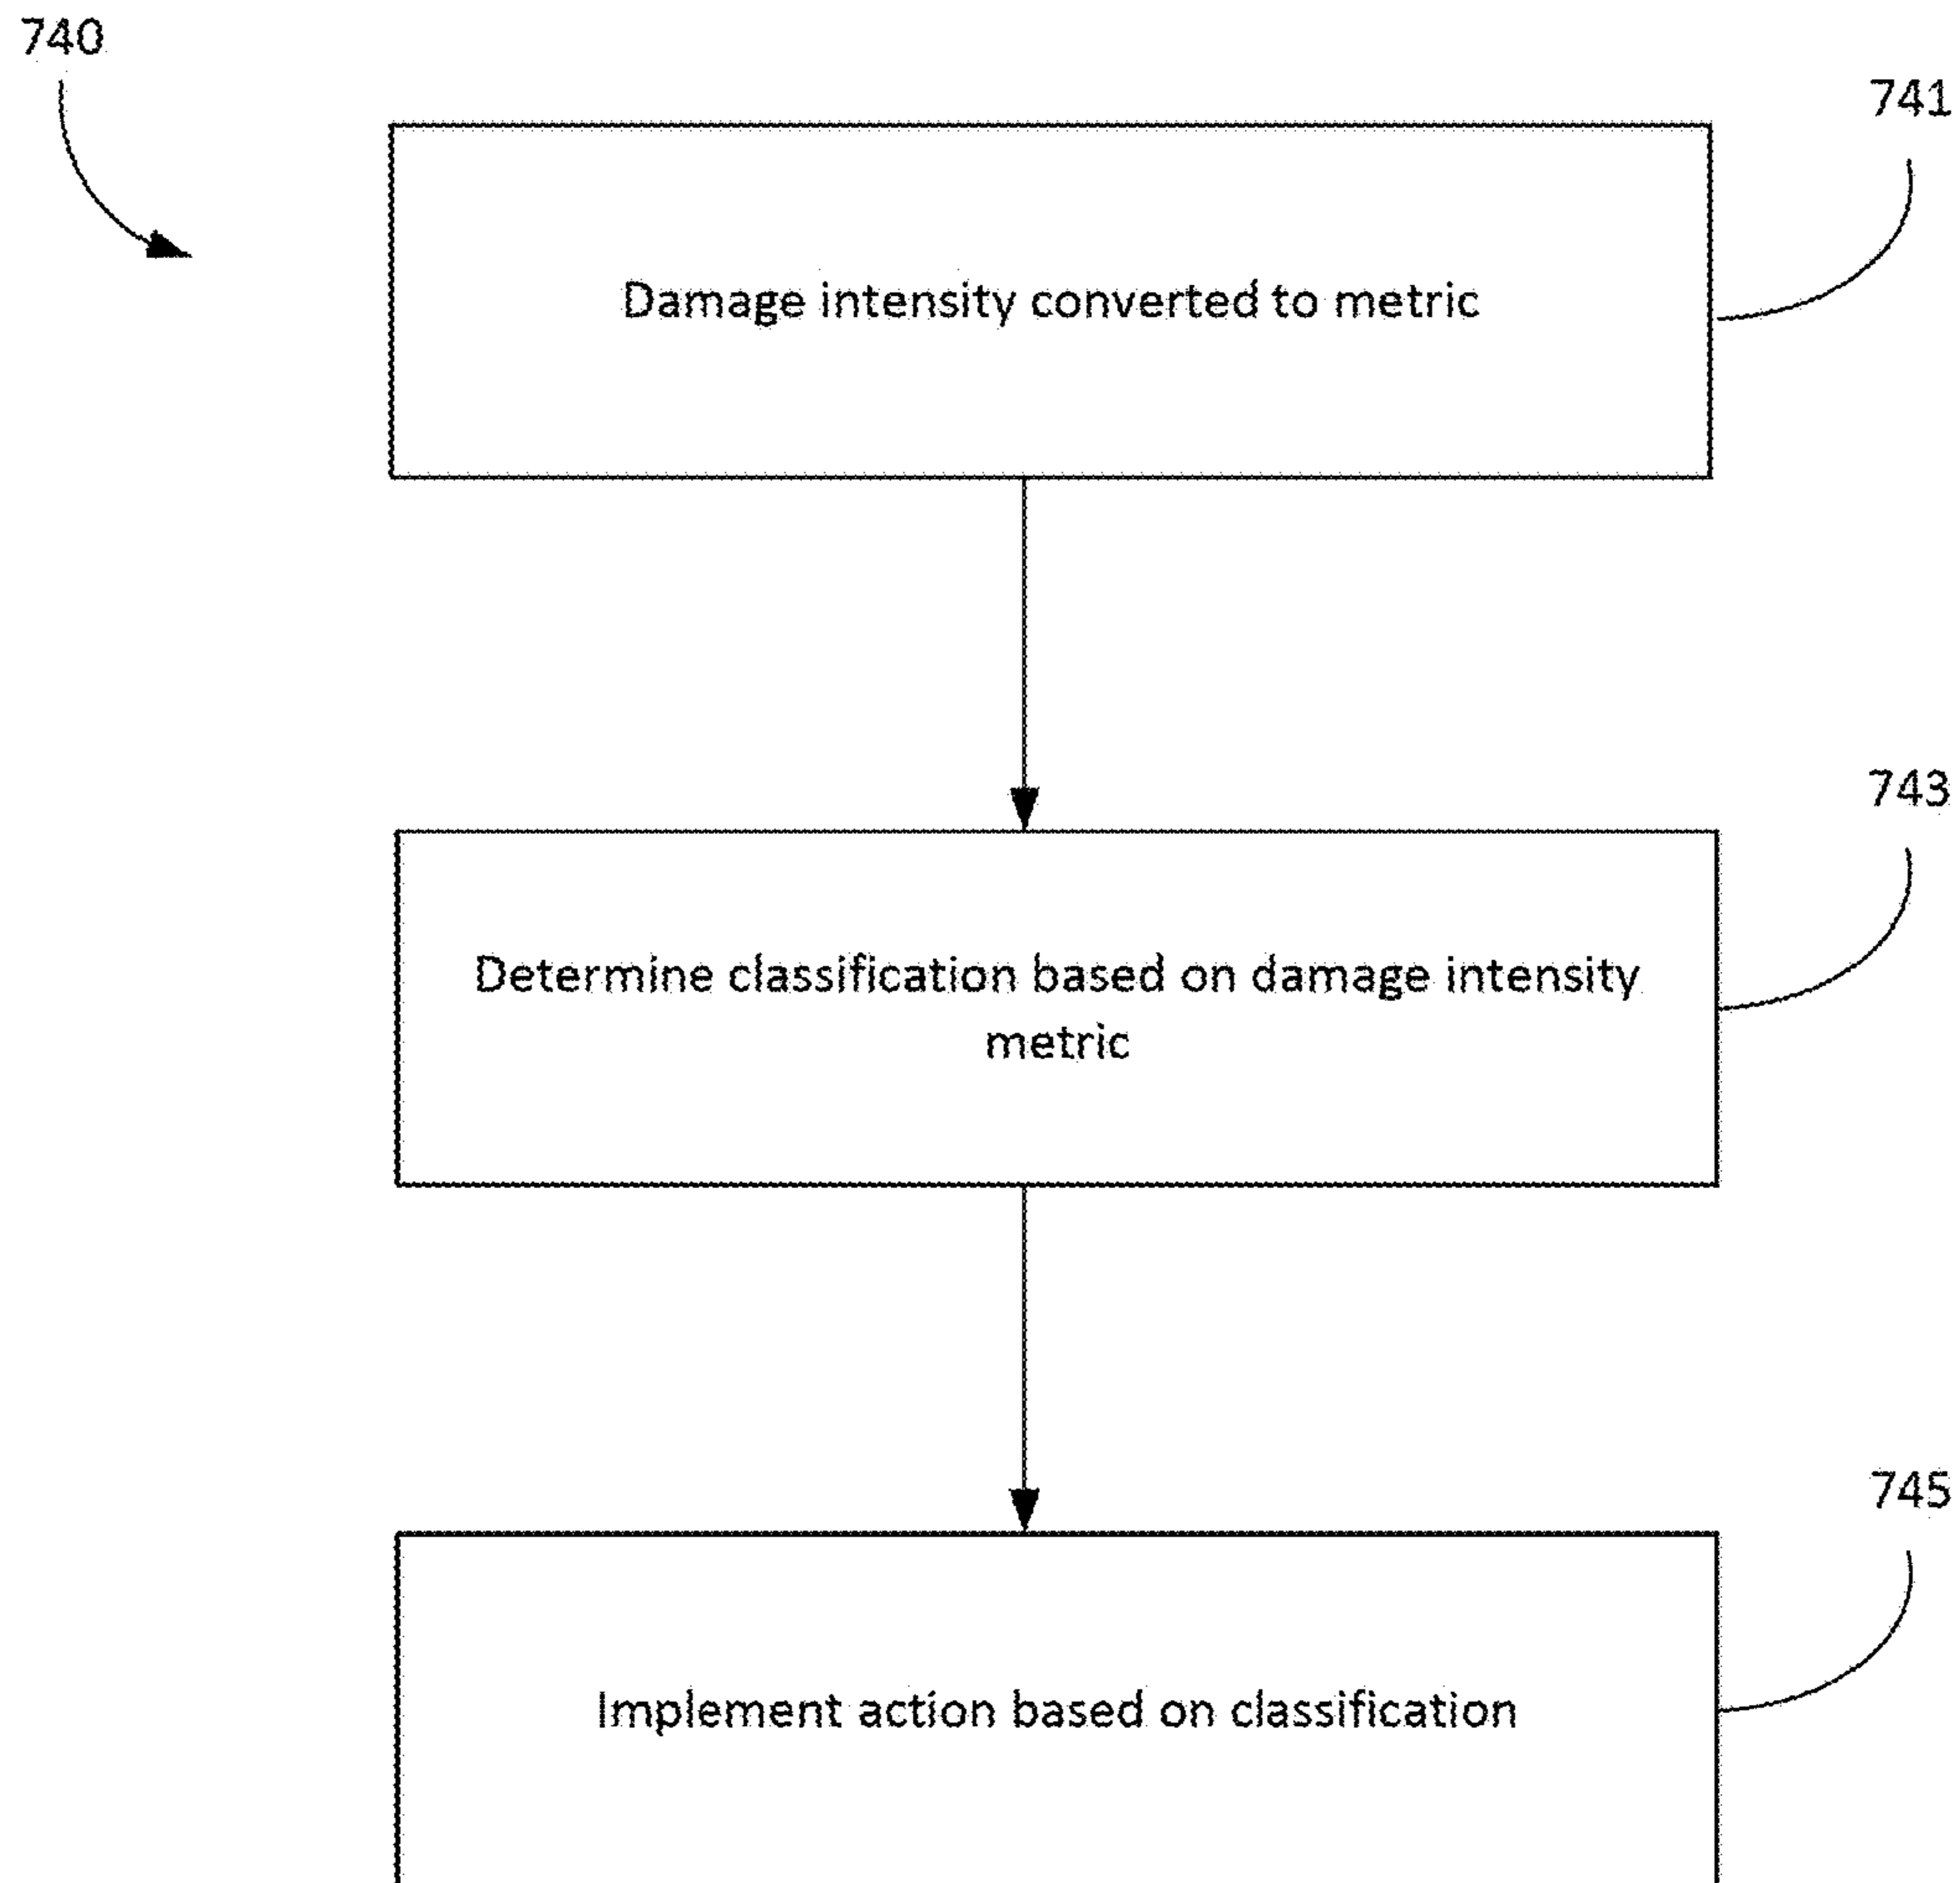 740
741
Damage intensity converted to metric
743
Determine classification based on damage intensity
metric
745
Implement action based on classification